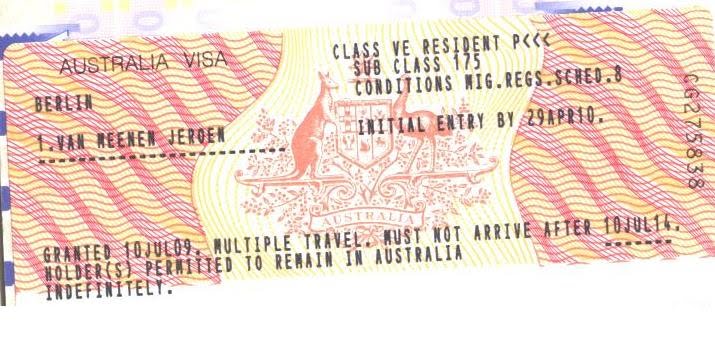 AUSTRALIA VISA
CLASS VE RESIDENT P<<<
SUB CLASS 175
CONDITIONS MIG.REGS.SCHED.8
BERLIN
1.VAN MEENEN JEROEN
INITIAL ENTRY BY 29APR10.
CG2758838
AUSTRALIA
GRANTED 10JUL09. MULTIPLE TRAVEL. MUST NOT ARRIVE AFTER 10JUL14.
HOLDER(S) PERMITTED TO REMAIN IN AUSTRALIA
INDEFINITELY.